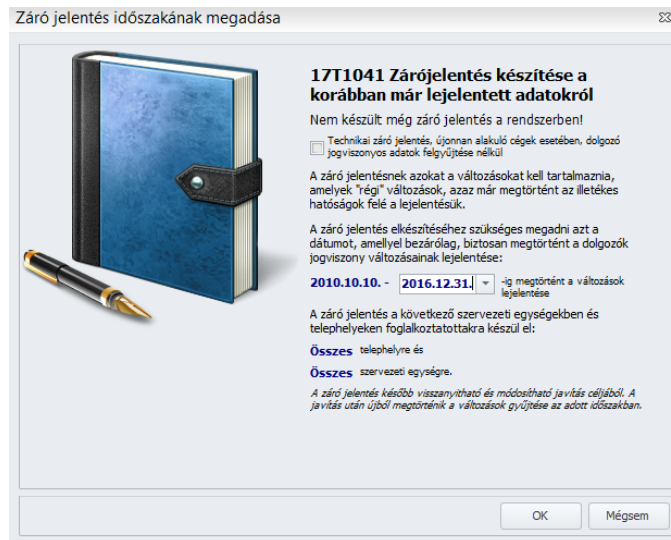 Záró jelentés időszakának megadása
17T1041 Zárójelentés készítése a
korábban már lejelentett adatokról
Nem készült még záró jelentés a rendszerben!
Technikai záró jelentés, újonnan alakuló cégek esetében, dolgozó
jogviszonyos adatok felgyűjtése nélkül
A záró jelentésnek azokat a változásokat kell tartalmaznia,
amelyek "régi" változások, azaz már megtörtént az illetékes
hatóságok felé a lejelentésük.
A záró jelentés elkészítéséhez szükséges megadni azt a
dátumot, amellyel bezárólag, biztosan megtörtént a dolgozók
jogviszony változásainak lejelentése:
2010.10.10. - 2016.12.31. -ig megtörtént a változások
lejelentése
A záró jelentés a következő szervezeti egységekben és
telephelyeken foglalkoztatottakra készül el:
Összes telephelyre és
Összes szervezeti egységre.
A záró jelentés később visszanyitható és módosítható javítás céljából. A
javítás után újból megtörténik a változások gyűjtése az adott időszakban.
OK Mégsem